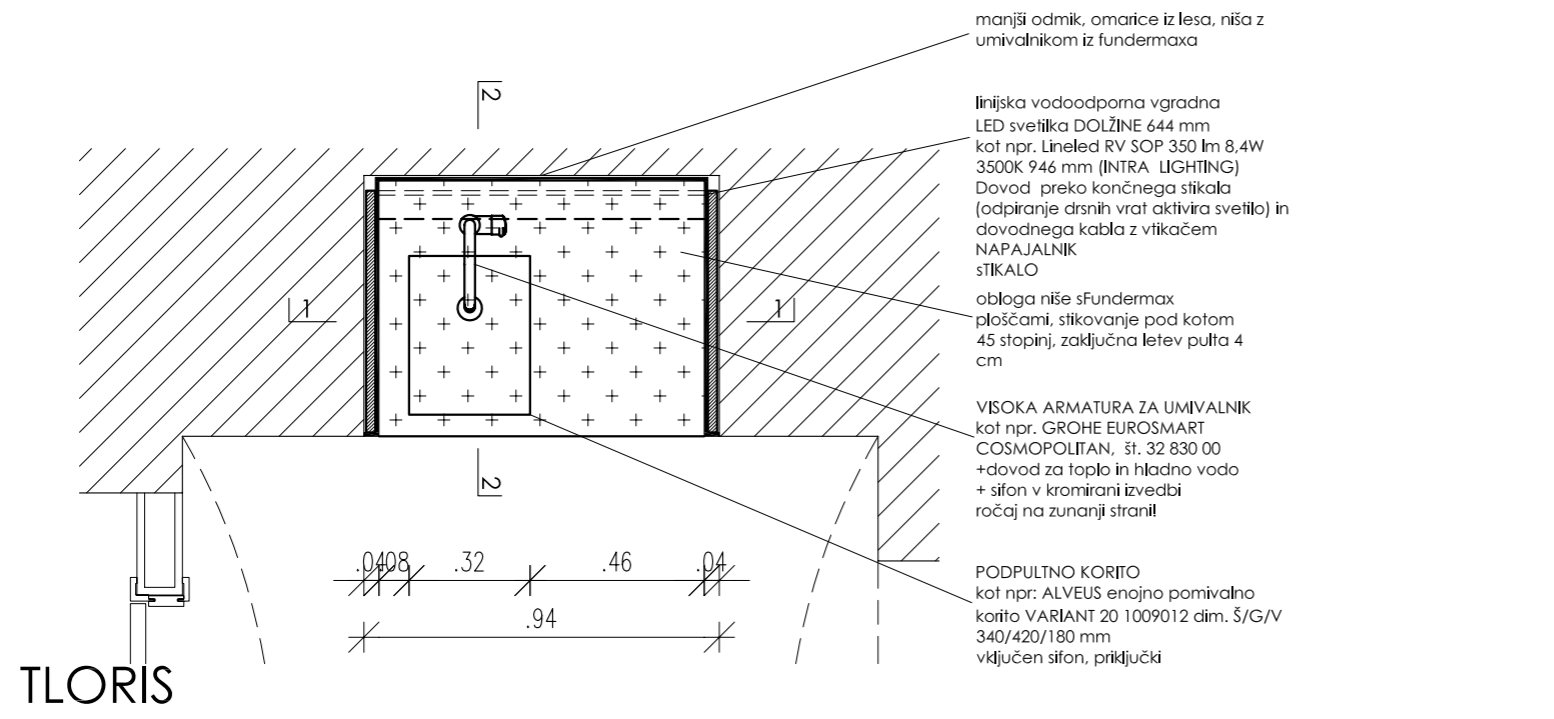 manjši odmik, omarice iz lesa, niša z
umivalnikom iz fundermaxa
2
linijska vodoodporna vgradna
LED svetilka DOLŽINE 644 mm
kot npr. Lineled RV SOP 350 lm 8,4W
3500K 946 mm (INTRA LIGHTING)
Dovod preko končnega stikala
(odpiranje drsnih vrat aktivira svetilo) in
dovodnega kabla z vtikačem
NAPAJALNIK
sTIKALO
1
1
obloga niše sFundermax
ploščami, stikovanje pod kotom
45 stopinj, zaključna letev pulta 4
cm
VISOKA ARMATURA ZA UMIVALNIK
kot npr. GROHE EUROSMART
COSMOPOLITAN, št. 32 830 00
+dovod za toplo in hladno vodo
+ sifon v kromirani izvedbi
ročaj na zunanji strani!
2
.04 .08 .32 .46 .04
.94
PODPULTNO KORITO
kot npr: ALVEUS enojno pomivalno
korito VARIANT 20 1009012 dim. Š/G/V
340/420/180 mm
vključen sifon, priključki
TLORIS